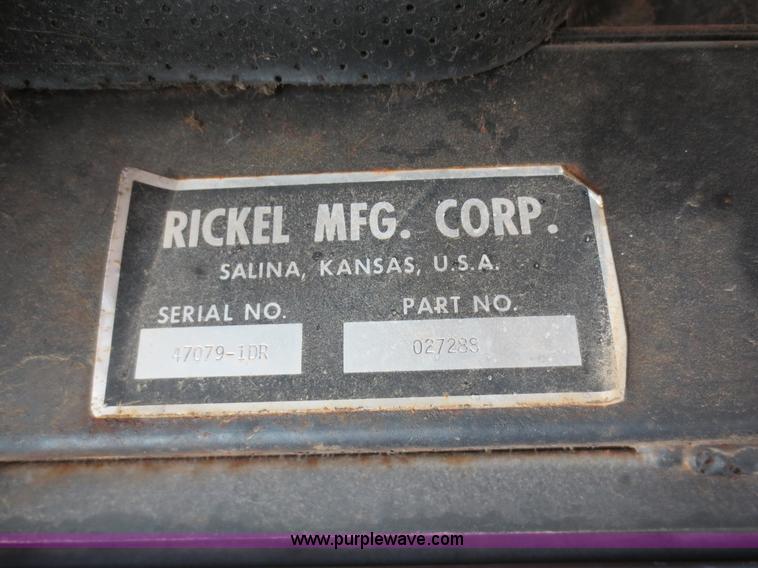 RICKEL MFG. CORP.
SALINA, KANSAS, U.S.A.
SERIAL NO. PART NO.
47079-1DR 027288
www.purplewave.com